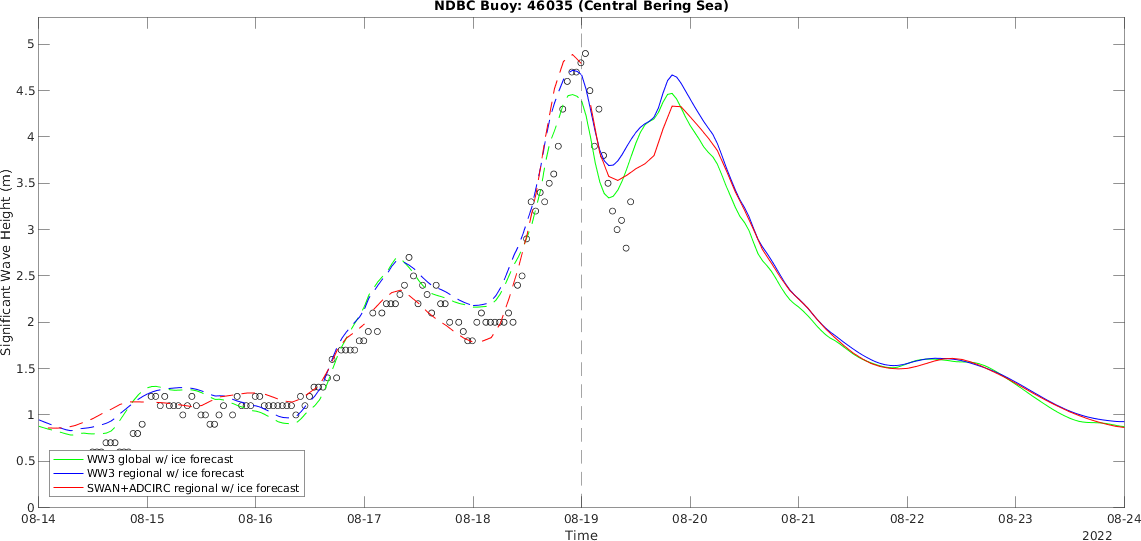 NDBC Buoy: 46035 (Central Bering Sea)
5
4.5
4
3.5
3
2.5
2
1.5
1
0.5
0
Significant Wave Height (m)
WW3 global w/ ice forecast
WW3 regional w/ ice forecast
SWAN+ADCIRC regional w/ ice forecast
08-14 08-15 08-16 08-17 08-18 08-19 08-20 08-21 08-22 08-23 08-24
Time
2022